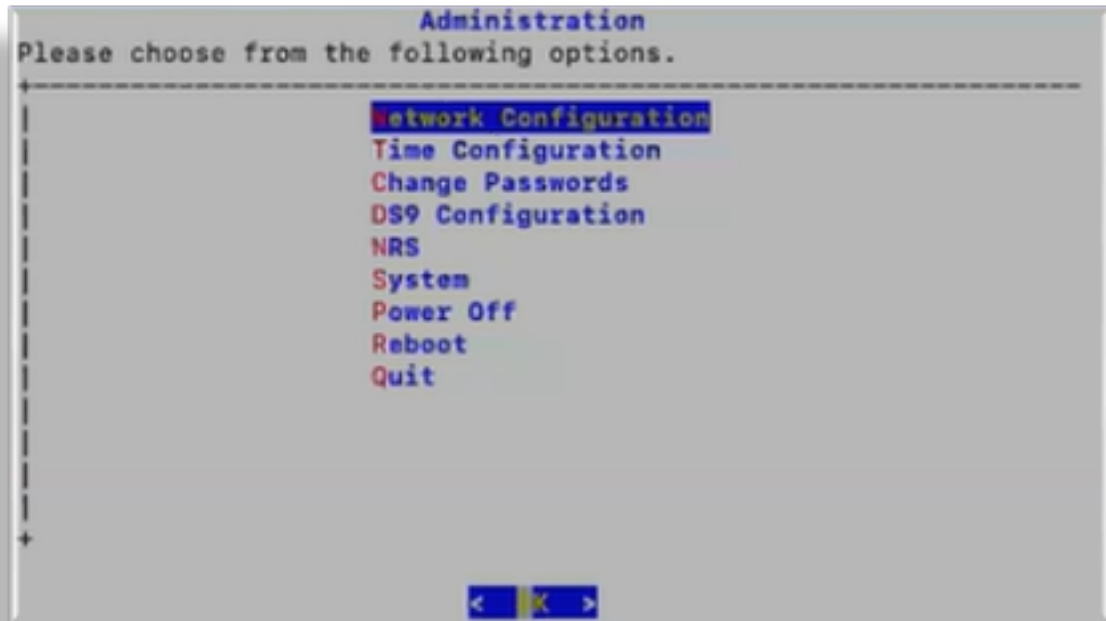 Administration
Please choose from the following options.
Network Configuration
Time Configuration
Change Passwords
DS9 Configuration
NRS
System
Power Off
Reboot
Quit
< OK >